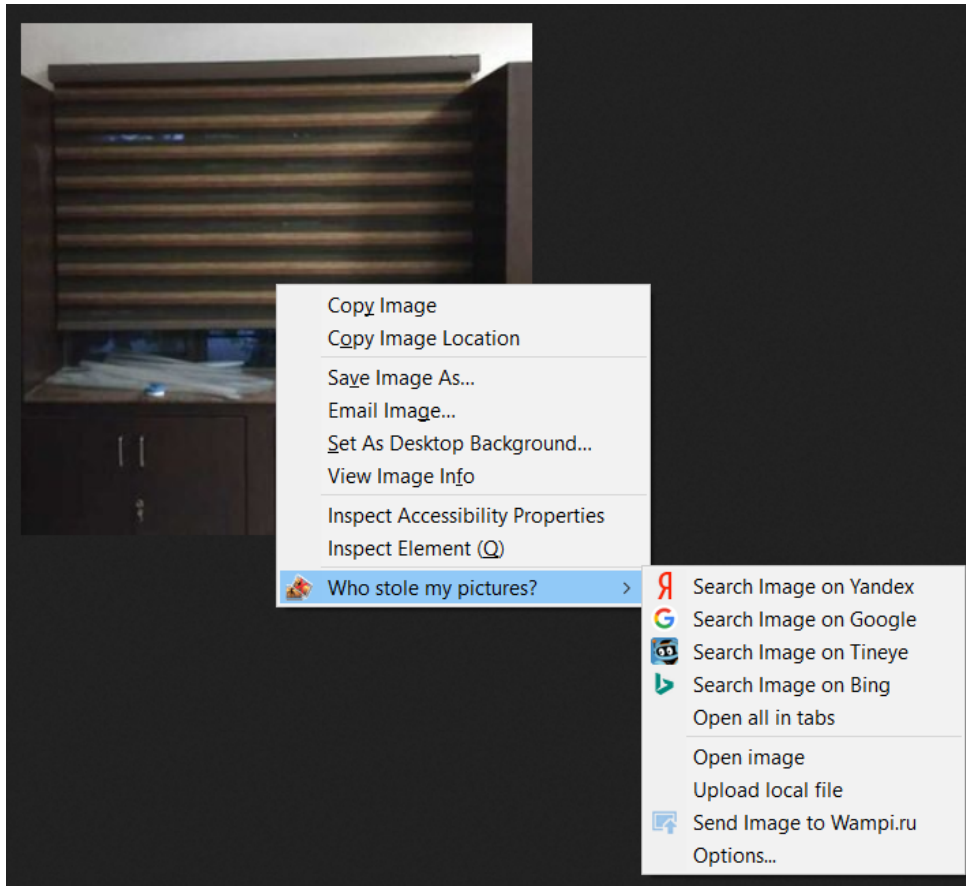 Copy Image
Copy Image Location
Save Image As...
Email Image...
Set As Desktop Background...
View Image Info
Inspect Accessibility Properties
Inspect Element (Q)
Who stole my pictures?
Search Image on Yandex
Search Image on Google
Search Image on Tineye
Search Image on Bing
Open all in tabs
Open image
Upload local file
Send Image to Wampi.ru
Options...